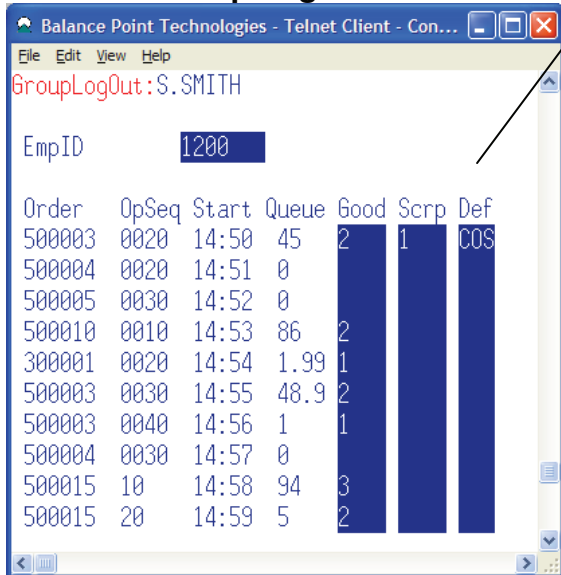 Balance Point Technologies - Telnet Client - Con...
File Edit View Help
GroupLogOut:S.SMITH
EmpID 1200
Order OpSeq Start Queue Good Scrp Def
500003 0020 14:50 45 2 1 COS
500004 0020 14:51 0
500005 0030 14:52 0
500010 0010 14:53 86 2
300001 0020 14:54 1.99 1
500003 0030 14:55 48.9 2
500003 0040 14:56 1 1
500004 0030 14:57 0
500015 10 14:58 94 3
500015 20 14:59 5 2